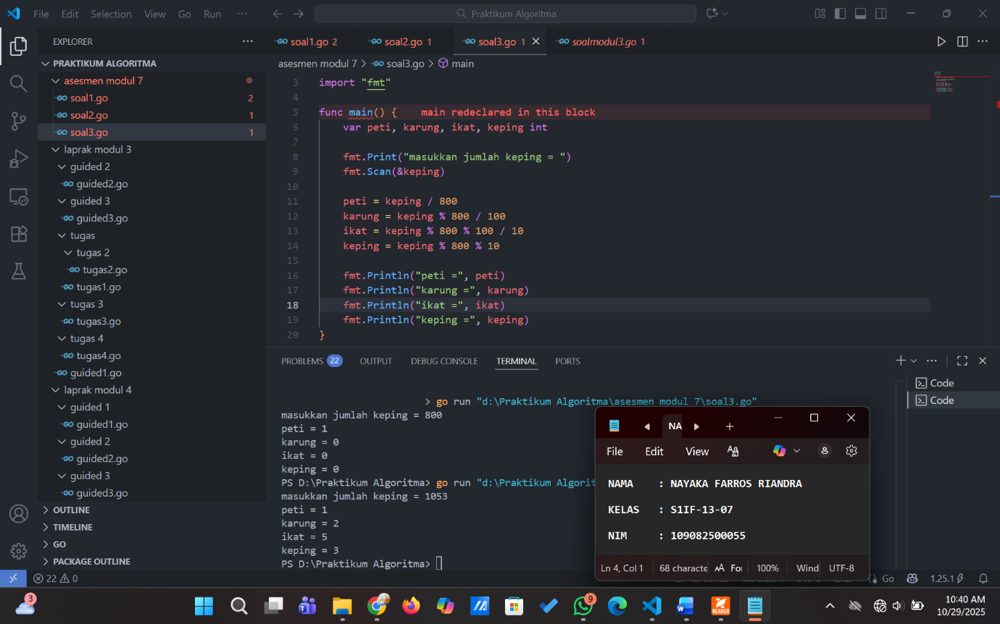 File Edit Selection View Go Run ··· Praktikum Algoritma
EXPLORER ···
soal1.go 2 soal2.go 1 soal3.go 1 soalmodul3.go 1
PRAKTIKUM ALGORITMA
asesmen modul 7
soal1.go 2
soal2.go 1
soal3.go 1
laprak modul 3
guided 2
guided2.go
guided 3
guided3.go
tugas
tugas 2
tugas2.go
tugas1.go
tugas 3
tugas3.go
tugas 4
tugas4.go
guided1.go
laprak modul 4
guided 1
guided1.go
guided 2
guided2.go
guided 3
guided3.go
OUTLINE
TIMELINE
GO
PACKAGE OUTLINE
asesmen modul 7 > soal3.go > main
3 import "fmt"
4
5 func main() { main redeclared in this block
6 var peti, karung, ikat, keping int
7
8 fmt.Print("masukkan jumlah keping = ")
9 fmt.Scan(&keping)
10
11 peti = keping / 800
12 karung = keping % 800 / 100
13 ikat = keping % 800 % 100 / 10
14 keping = keping % 800 % 10
15
16 fmt.Println("peti =", peti)
17 fmt.Println("karung =", karung)
18 fmt.Println("ikat =", ikat)
19 fmt.Println("keping =", keping)
20 }
PROBLEMS 22 OUTPUT DEBUG CONSOLE TERMINAL PORTS
Code
Code
> go run "d:\Praktikum Algoritma\asesmen modul 7\soal3.go"
masukkan jumlah keping = 800
peti = 1
karung = 0
ikat = 0
keping = 0
PS D:\Praktikum Algoritma> go run "d:\Praktikum Algorit
masukkan jumlah keping = 1053
peti = 1
karung = 2
ikat = 5
keping = 3
PS D:\Praktikum Algoritma>
NA
File Edit View
NAMA : NAYAKA FARROS RIANDRA
KELAS : S1IF-13-07
NIM : 109082500055
Ln 4, Col 1 68 characte For 100% Wind UTF-8
22 0 Go 1.25.1
3 9 READER 10:40 AM
10/29/2025